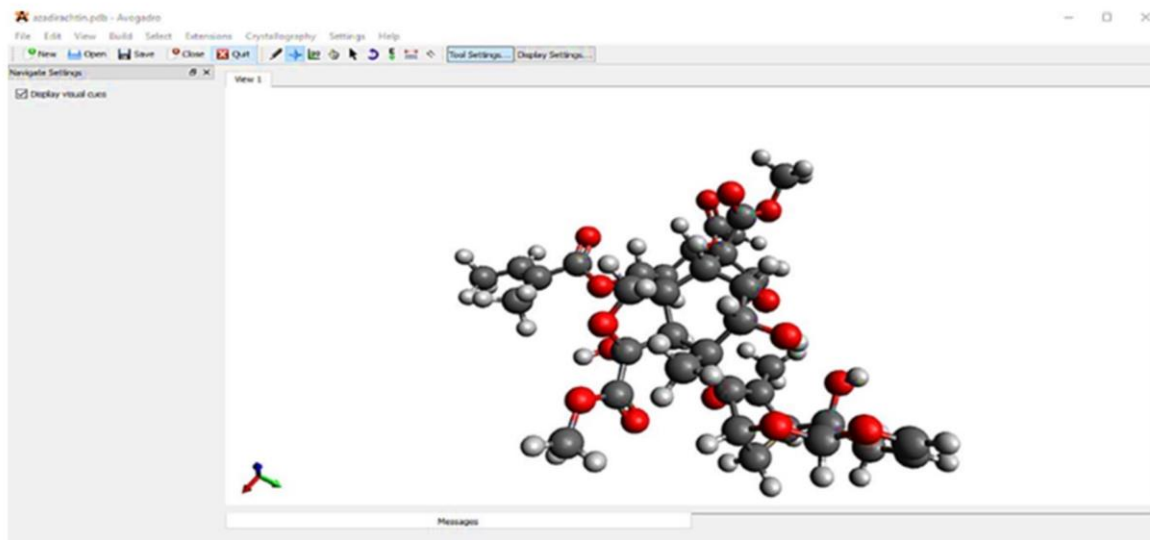 azadirachtin.pdb - Avogadro
File Edit View Build Select Extensions Crystallography Settings Help
New Open Save Close Quit Tool Settings... Display Settings...
Navigate Settings
View 1
Display visual cues
Messages